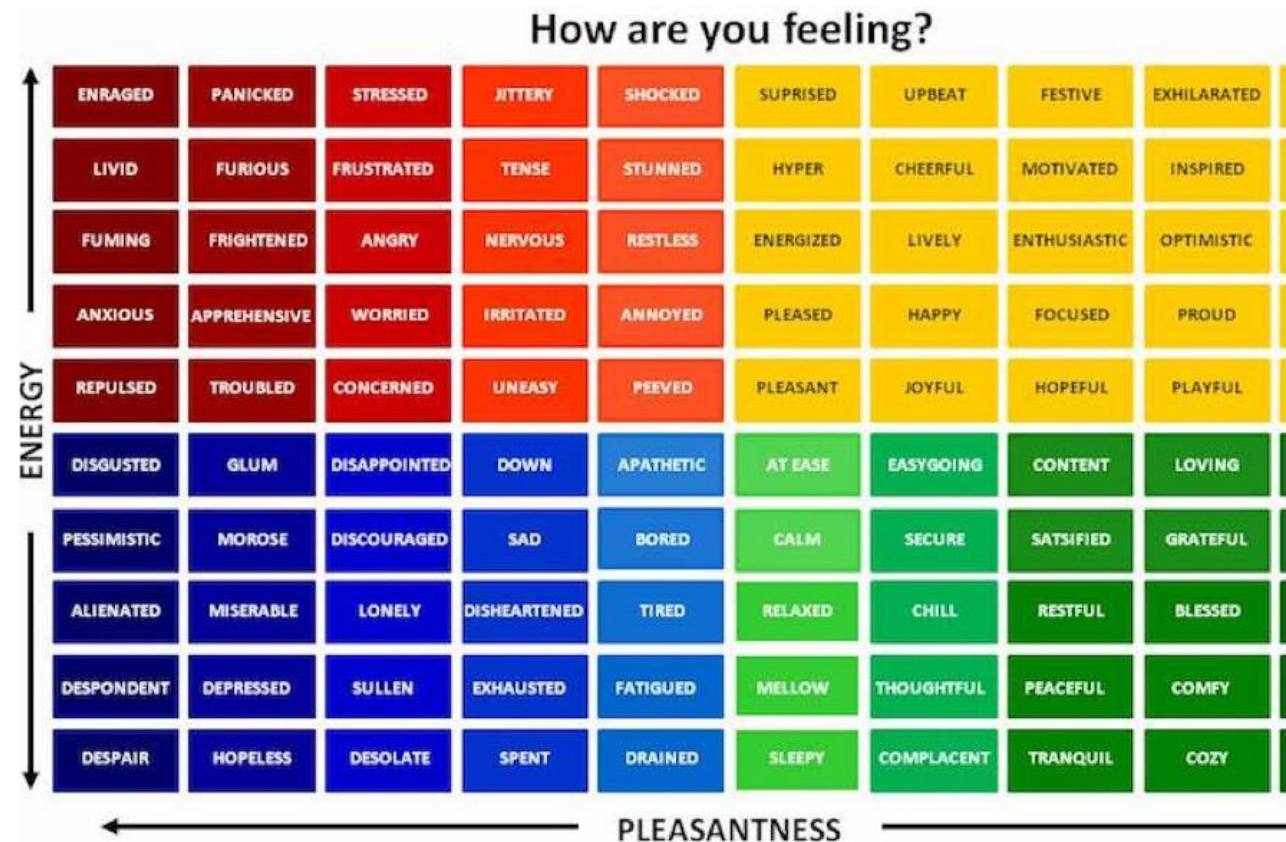 How are you feeling?
ENRAGED PANICKED STRESSED JITTERY SHOCKED SUPRISED UPBEAT FESTIVE EXHILARATED
LIVID FURIOUS FRUSTRATED TENSE STUNNED HYPER CHEERFUL MOTIVATED INSPIRED
FUMING FRIGHTENED ANGRY NERVOUS RESTLESS ENERGIZED LIVELY ENTHUSIASTIC OPTIMISTIC
ANXIOUS APPREHENSIVE WORRIED IRRITATED ANNOYED PLEASED HAPPY FOCUSED PROUD
REPULSED TROUBLED CONCERNED UNEASY PEEVED PLEASANT JOYFUL HOPEFUL PLAYFUL
ENERGY
DISGUSTED GLUM DISAPPOINTED DOWN APATHETIC AT EASE EASYGOING CONTENT LOVING
PESSIMISTIC MOROSE DISCOURAGED SAD BORED CALM SECURE SATSIFIED GRATEFUL
ALIENATED MISERABLE LONELY DISHEARTENED TIRED RELAXED CHILL RESTFUL BLESSED
DESPONDENT DEPRESSED SULLEN EXHAUSTED FATIGUED MELLOW THOUGHTFUL PEACEFUL COMFY
DESPAIR HOPELESS DESOLATE SPENT DRAINED SLEEPY COMPLACENT TRANQUIL COZY
PLEASANTNESS